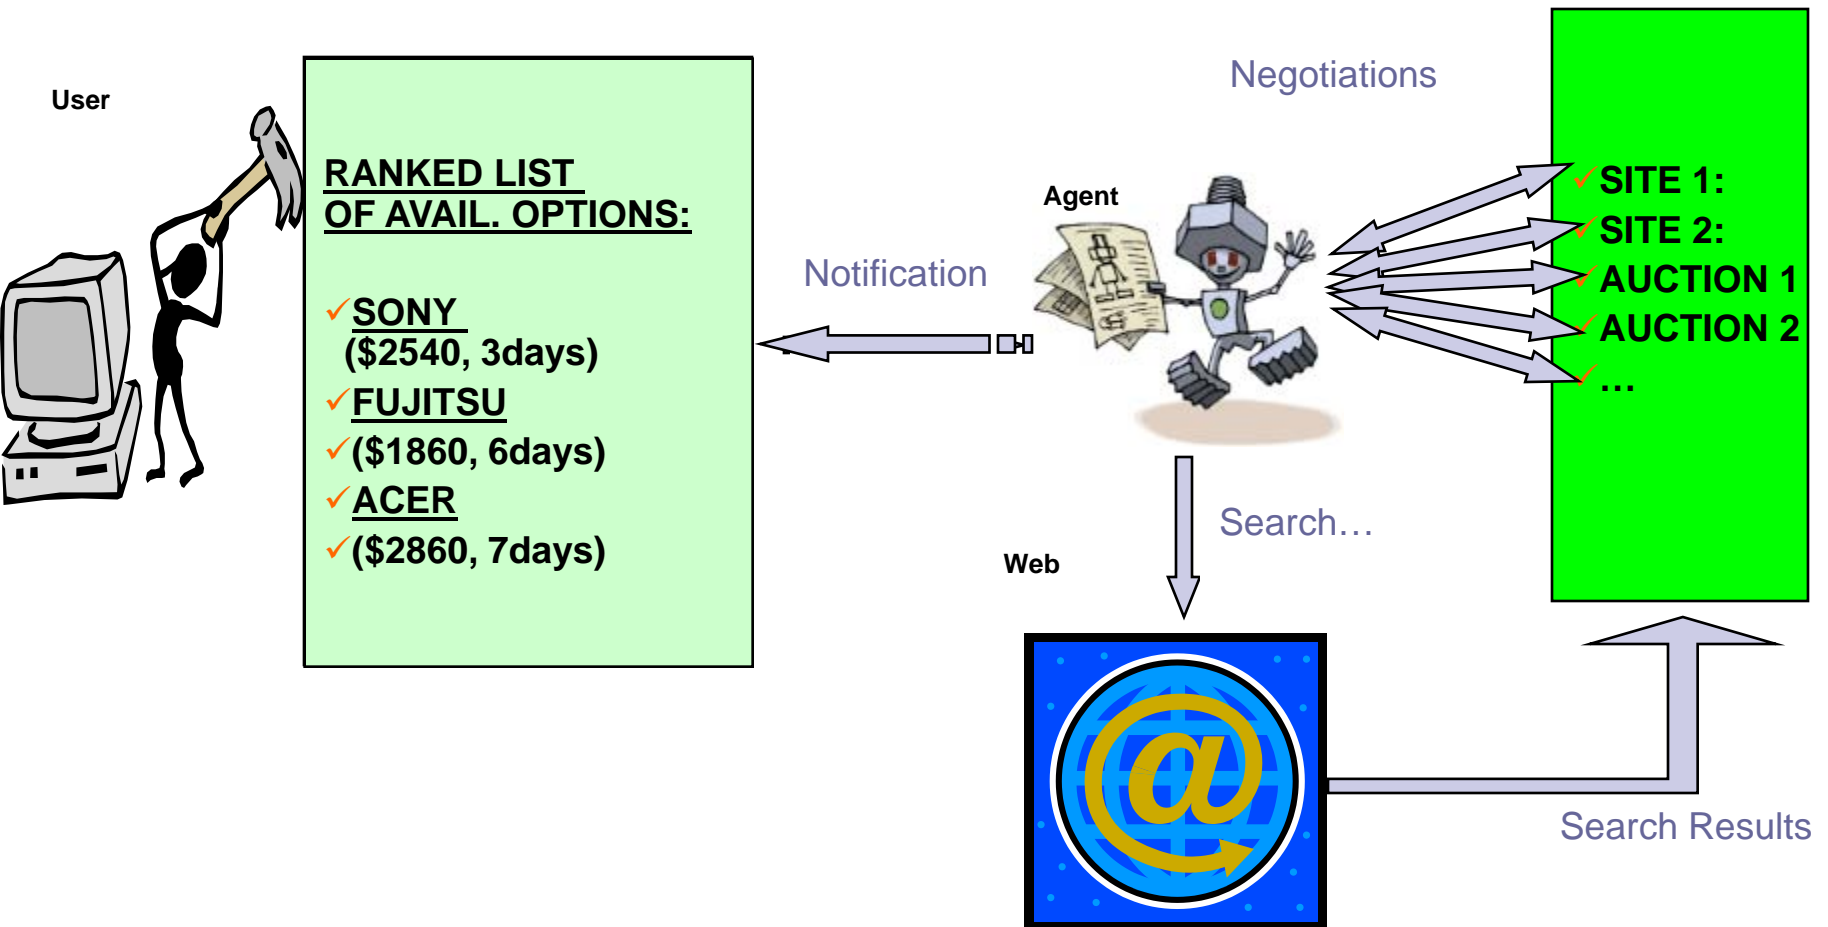 User
RANKED LIST
OF AVAIL. OPTIONS:
✓SONY
($2540, 3days)
✓FUJITSU
✓($1860, 6days)
✓ACER
✓($2860, 7days)
Notification
Agent
Negotiations
✓SITE 1:
✓SITE 2:
✓AUCTION 1
✓AUCTION 2
✓…
Search…
Web
@
Search Results